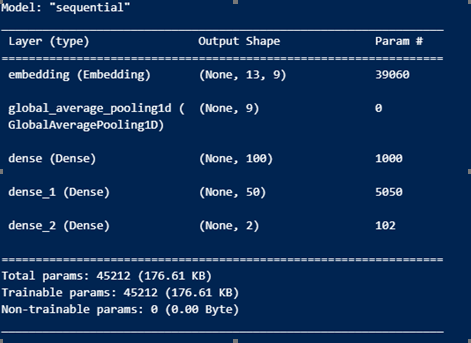 Model: "sequential"
Layer (type) Output Shape Param #
embedding (Embedding) (None, 13, 9) 39060
global_average_pooling1d ( (None, 9) 0
GlobalAveragePooling1D)
dense (Dense) (None, 100) 1000
dense_1 (Dense) (None, 50) 5050
dense_2 (Dense) (None, 2) 102
Total params: 45212 (176.61 KB)
Trainable params: 45212 (176.61 KB)
Non-trainable params: 0 (0.00 Byte)